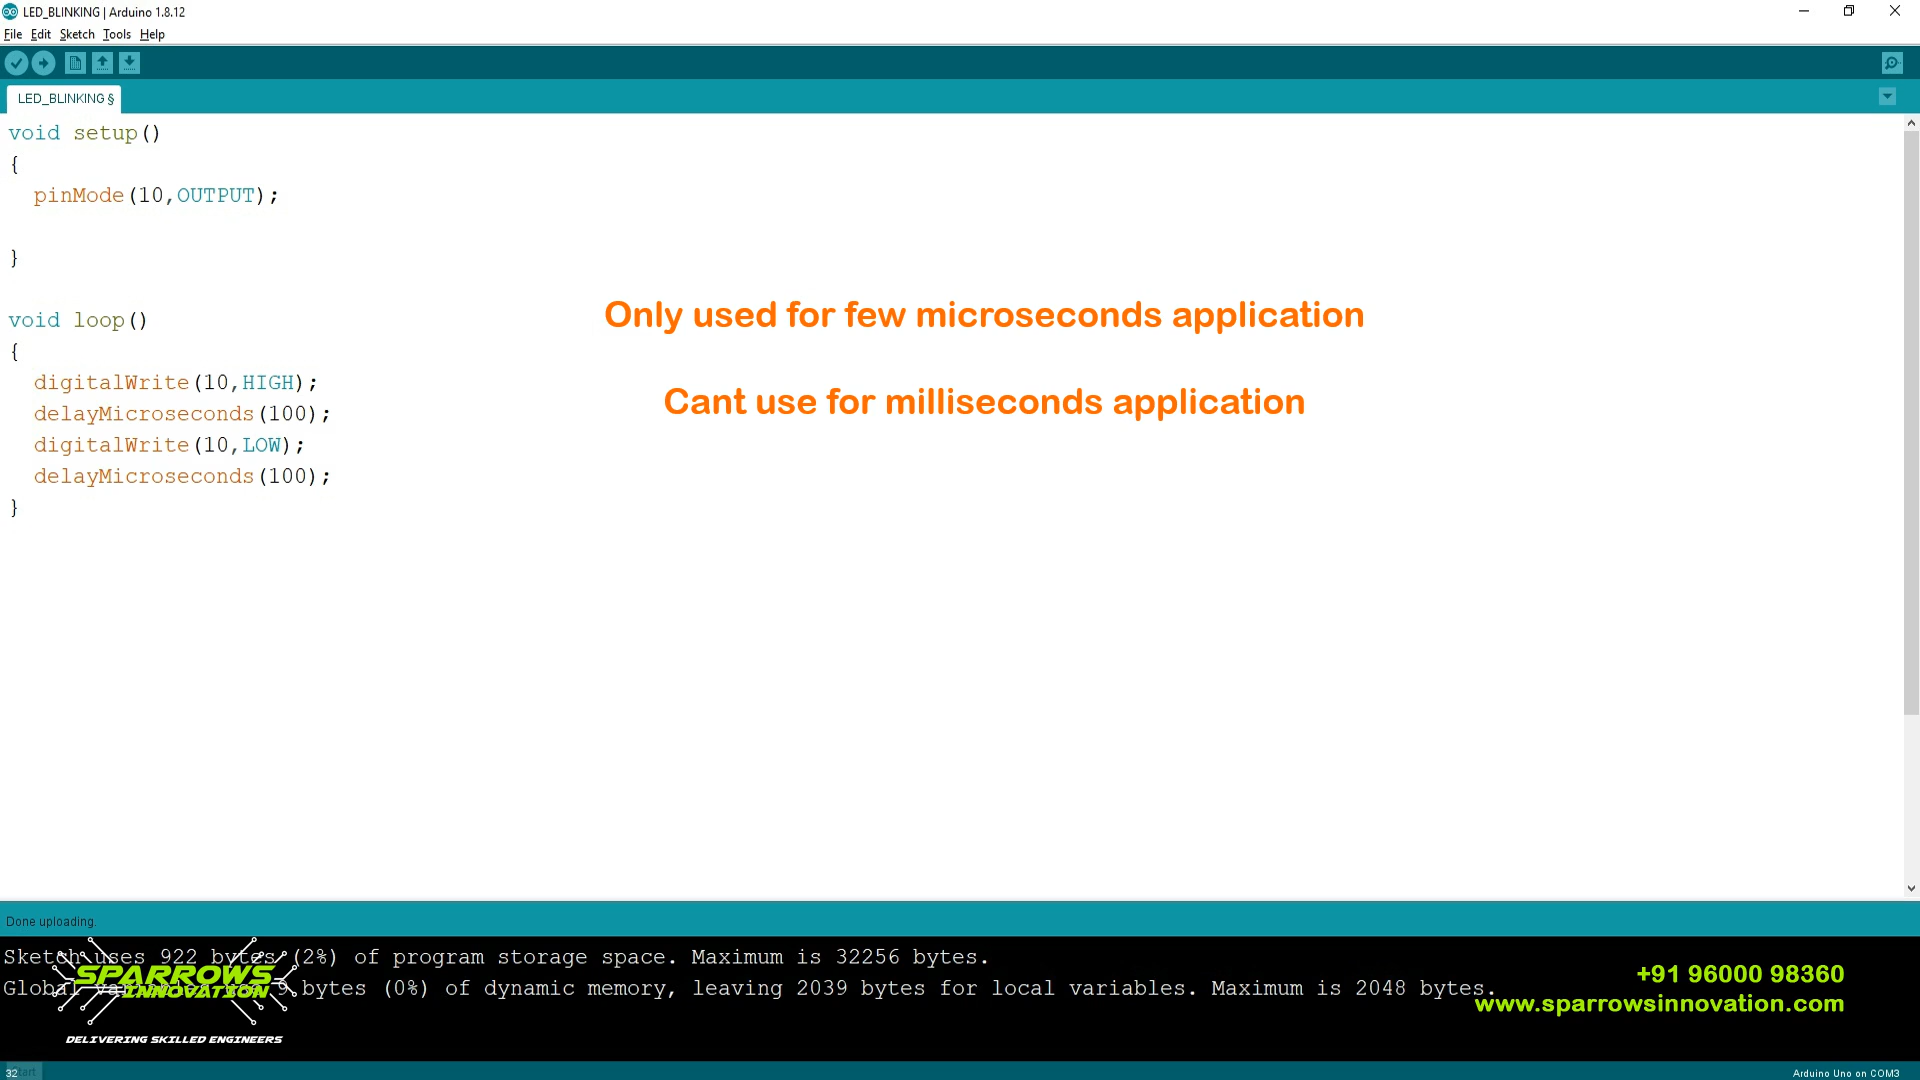 LED_BLINKING | Arduino 1.8.12
File Edit Sketch Tools Help
LED_BLINKING §
void setup()
{
pinMode(10,OUTPUT);
}
void loop()
{
digitalWrite(10,HIGH);
delayMicroseconds(100);
digitalWrite(10,LOW);
delayMicroseconds(100);
}
Only used for few microseconds application
Cant use for milliseconds application
Done uploading.
Sketch uses 922 bytes (2%) of program storage space. Maximum is 32256 bytes.
Global variables use 9 bytes (0%) of dynamic memory, leaving 2039 bytes for local variables. Maximum is 2048 bytes.
SPARROWS
INNOVATION
DELIVERING SKILLED ENGINEERS
+91 96000 98360
www.sparrowsinnovation.com
32
Arduino Uno on COM3